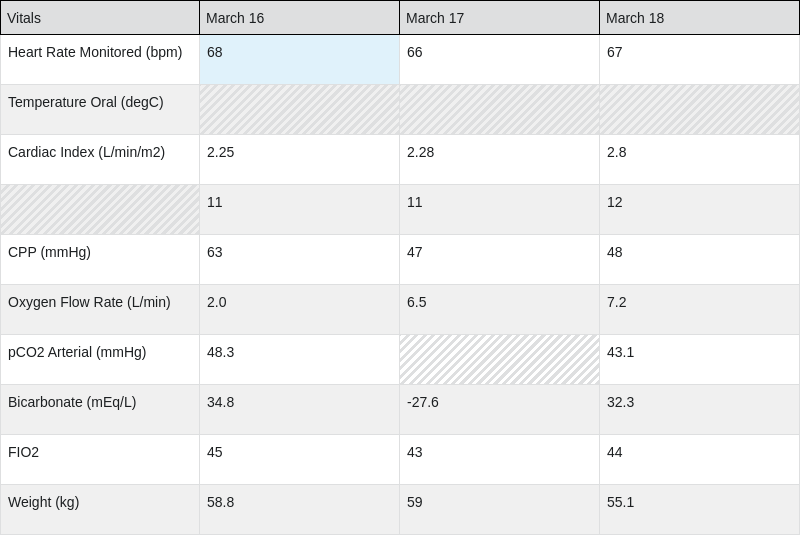 Vitals March 16 March 17 March 18
Heart Rate Monitored (bpm) 68 66 67
Temperature Oral (degC)
Cardiac Index (L/min/m2) 2.25 2.28 2.8
11 11 12
CPP (mmHg) 63 47 48
Oxygen Flow Rate (L/min) 2.0 6.5 7.2
pCO2 Arterial (mmHg) 48.3 43.1
Bicarbonate (mEq/L) 34.8 -27.6 32.3
FIO2 45 43 44
Weight (kg) 58.8 59 55.1